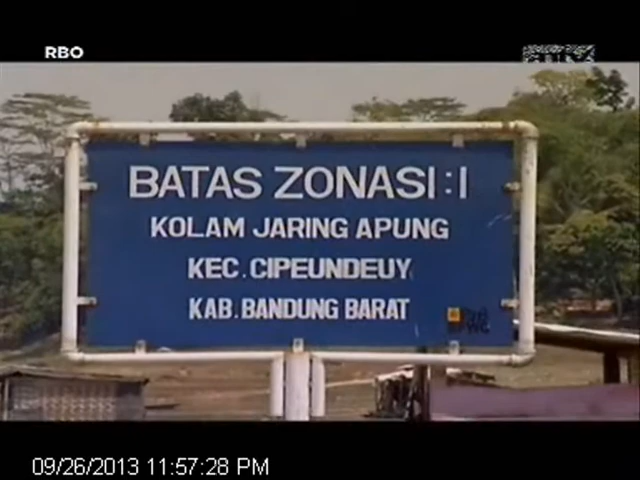 RBO
BATAS ZONASI : I
KOLAM JARING APUNG
KEC. CIPEUNDEUY
KAB. BANDUNG BARAT
09/26/2013 11:57:28 PM